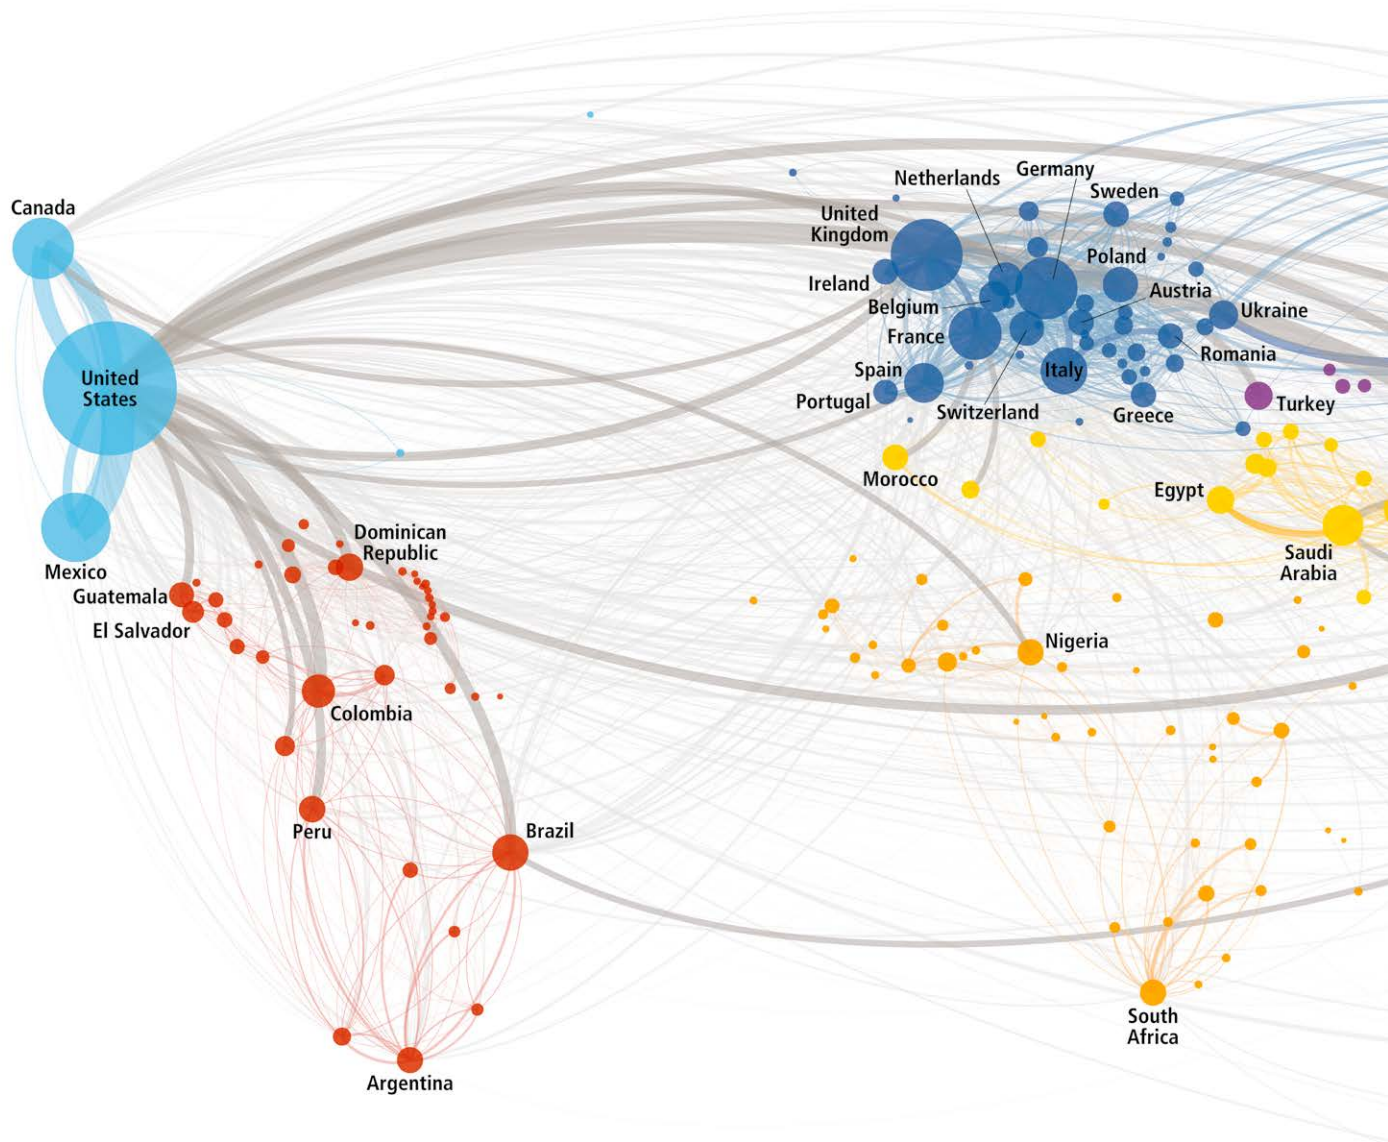 Canada
United
States
Mexico
Guatemala
El Salvador
Dominican
Republic
Colombia
Peru
Brazil
Argentina
Netherlands
Germany
Sweden
United
Kingdom
Ireland
Belgium
France
Spain
Portugal
Switzerland
Italy
Poland
Austria
Ukraine
Romania
Greece
Turkey
Morocco
Egypt
Saudi
Arabia
Nigeria
South
Africa